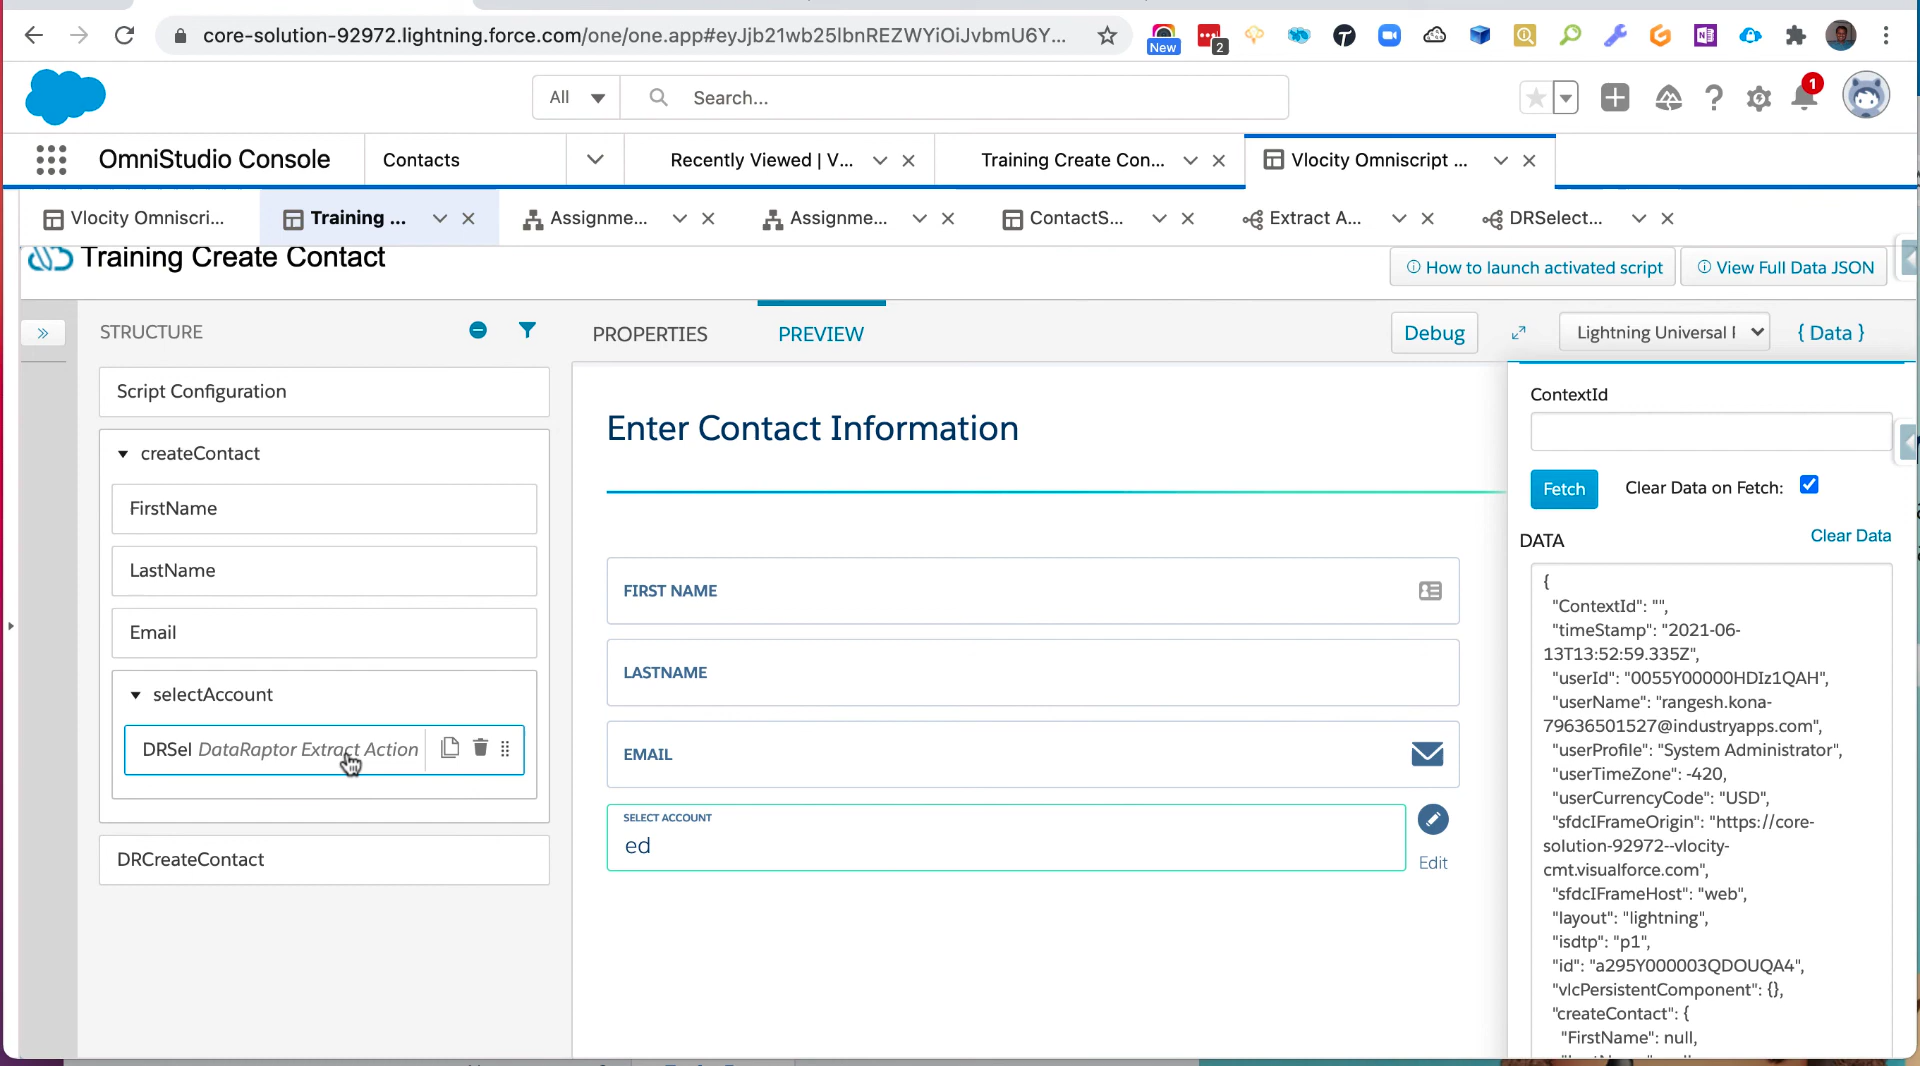 core-solution-92972.lightning.force.com/one/one.app#eyJjb21wb25lbnREZWYiOiJvbmU6Y...
New
2
All
Search...
1
OmniStudio Console
Contacts
Recently Viewed | V...
Training Create Con...
Vlocity Omniscript ...
Vlocity Omniscri...
Training ...
Assignme...
Assignme...
ContactS...
Extract A...
DRSelect...
Training Create Contact
How to launch activated script
View Full Data JSON
STRUCTURE
PROPERTIES
PREVIEW
Debug
Lightning Universal
{ Data }
Script Configuration
createContact
FirstName
LastName
Email
selectAccount
DRSel DataRaptor Extract Action
DRCreateContact
Enter Contact Information
FIRST NAME
LASTNAME
EMAIL
SELECT ACCOUNT
ed
Edit
ContextId
Fetch
Clear Data on Fetch:
DATA
Clear Data
{
"ContextId": "",
"timeStamp": "2021-06-
13T13:52:59.335Z",
"userId": "0055Y00000HDIz1QAH",
"userName": "rangesh.kona-
79636501527@industryapps.com",
"userProfile": "System Administrator",
"userTimeZone": -420,
"userCurrencyCode": "USD",
"sfdcIFrameOrigin": "https://core-
solution-92972--vlocity-
cmt.visualforce.com",
"sfdcIFrameHost": "web",
"layout": "lightning",
"isdtp": "p1",
"id": "a295Y000003QDOUQA4",
"vlcPersistentComponent": {},
"createContact": {
"FirstName": null,